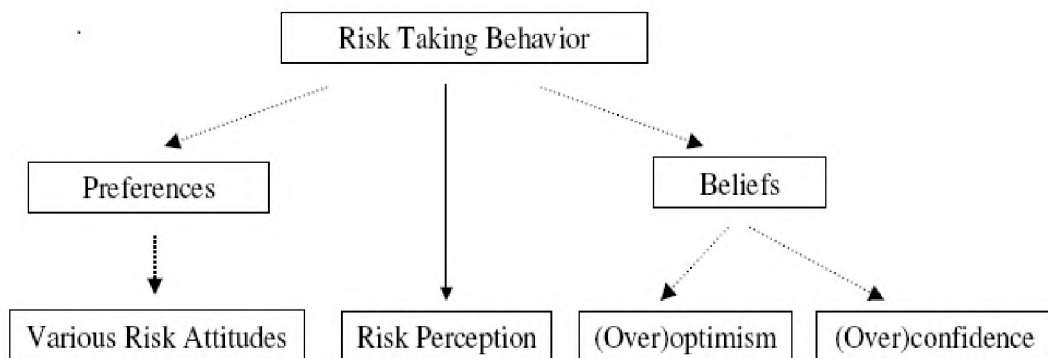 Risk Taking Behavior
Preferences
Beliefs
Various Risk Attitudes
Risk Perception
(Over)optimism
(Over)confidence